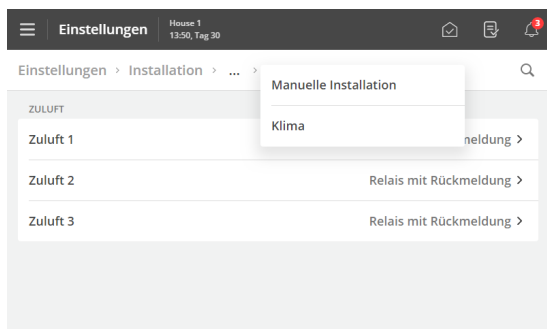 Einstellungen
House 1
13:50, Tag 30
3
Einstellungen > Installation > ... >
Manuelle Installation
Klima
ZULUFT
Zuluft 1 neldung >
Zuluft 2 Relais mit Rückmeldung >
Zuluft 3 Relais mit Rückmeldung >